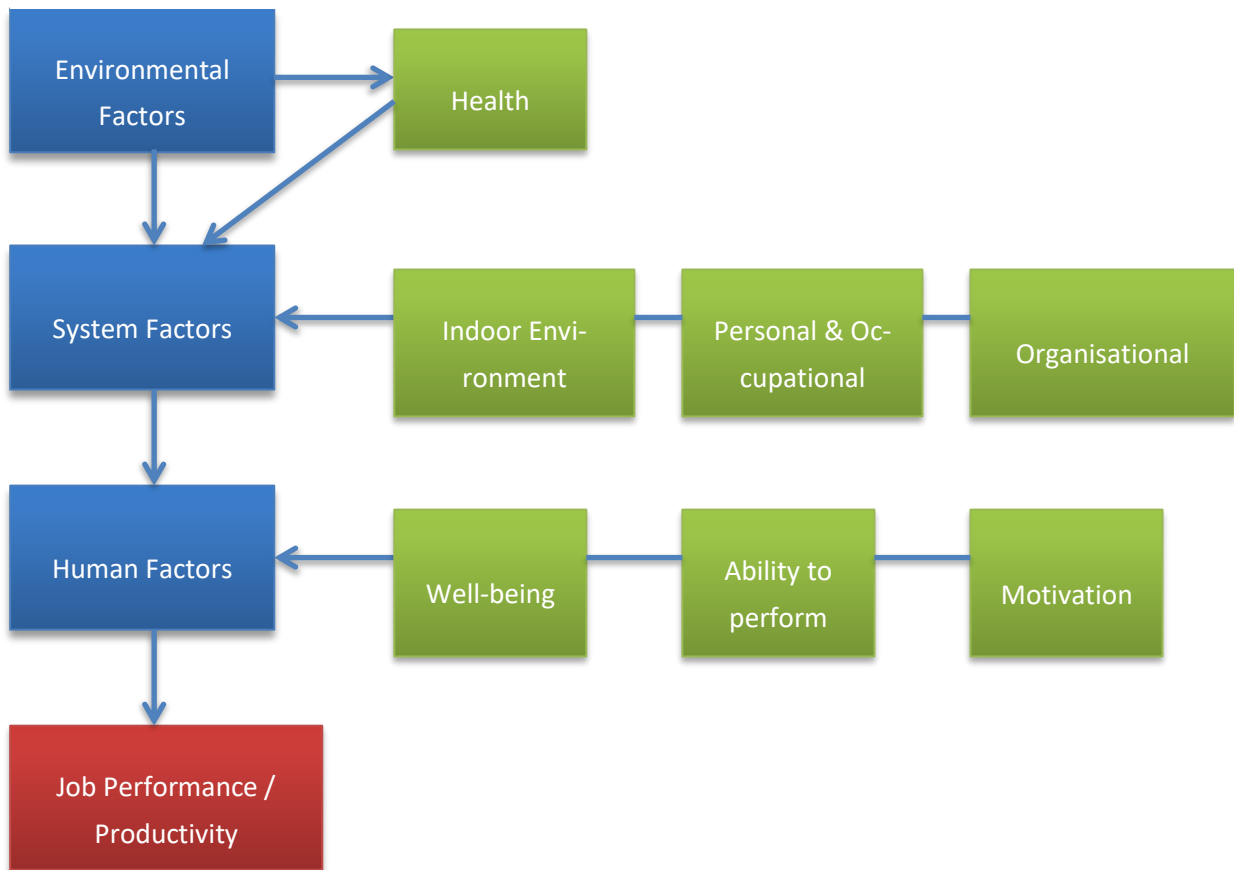 Environmental
Factors
Health
System Factors
Indoor Envi-
ronment
Personal & Oc-
cupational
Organisational
Human Factors
Well-being
Ability to
perform
Motivation
Job Performance /
Productivity